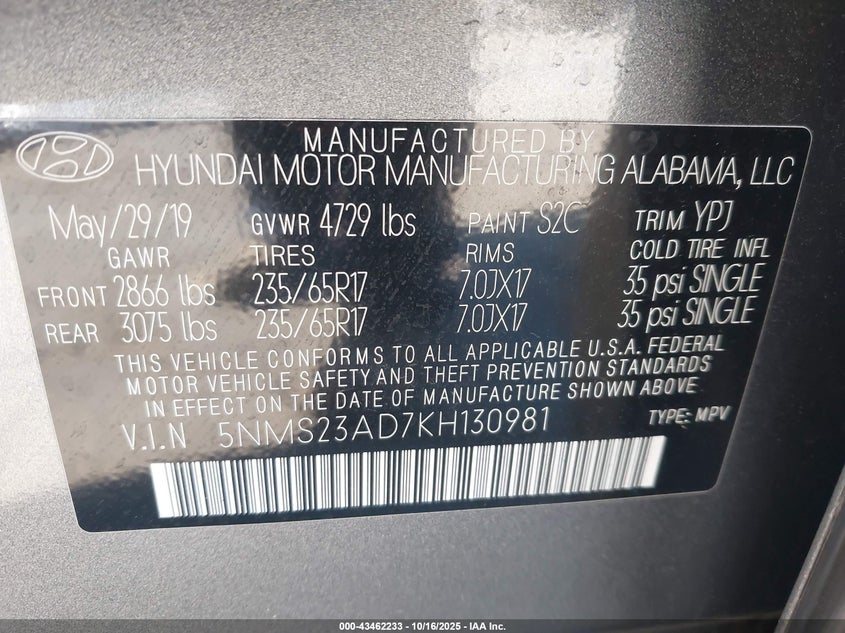 MANUFACTURED BY
HYUNDAI MOTOR MANUFACTURING ALABAMA, LLC
May/29/19 GVWR 4729 lbs PAINT S2C TRIM YPJ
GAWR TIRES RIMS COLD TIRE INFL
FRONT 2866 lbs 235/65R17 7.0JX17 35 psi SINGLE
REAR 3075 lbs 235/65R17 7.0JX17 35 psi SINGLE
THIS VEHICLE CONFORMS TO ALL APPLICABLE U.S.A. FEDERAL
MOTOR VEHICLE SAFETY AND THEFT PREVENTION STANDARDS
IN EFFECT ON THE DATE OF MANUFACTURE SHOWN ABOVE
V.I.N 5NMS23AD7KH130981 TYPE: MPV
000-43462233 - 10/16/2025 - IAA Inc.